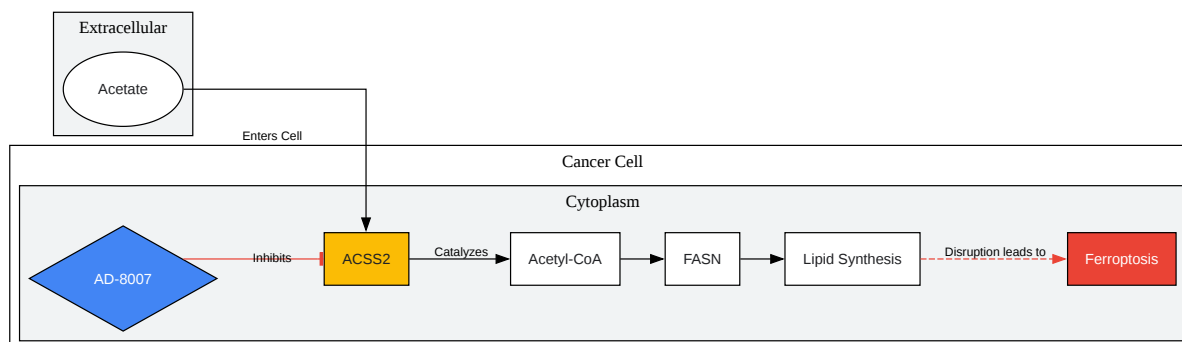 Extracellular
Acetate
Enters Cell
Cancer Cell
Cytoplasm
AD-8007
Inhibits
ACSS2
Catalyzes
Acetyl-CoA
FASN
Lipid Synthesis
Disruption leads to
Ferroptosis